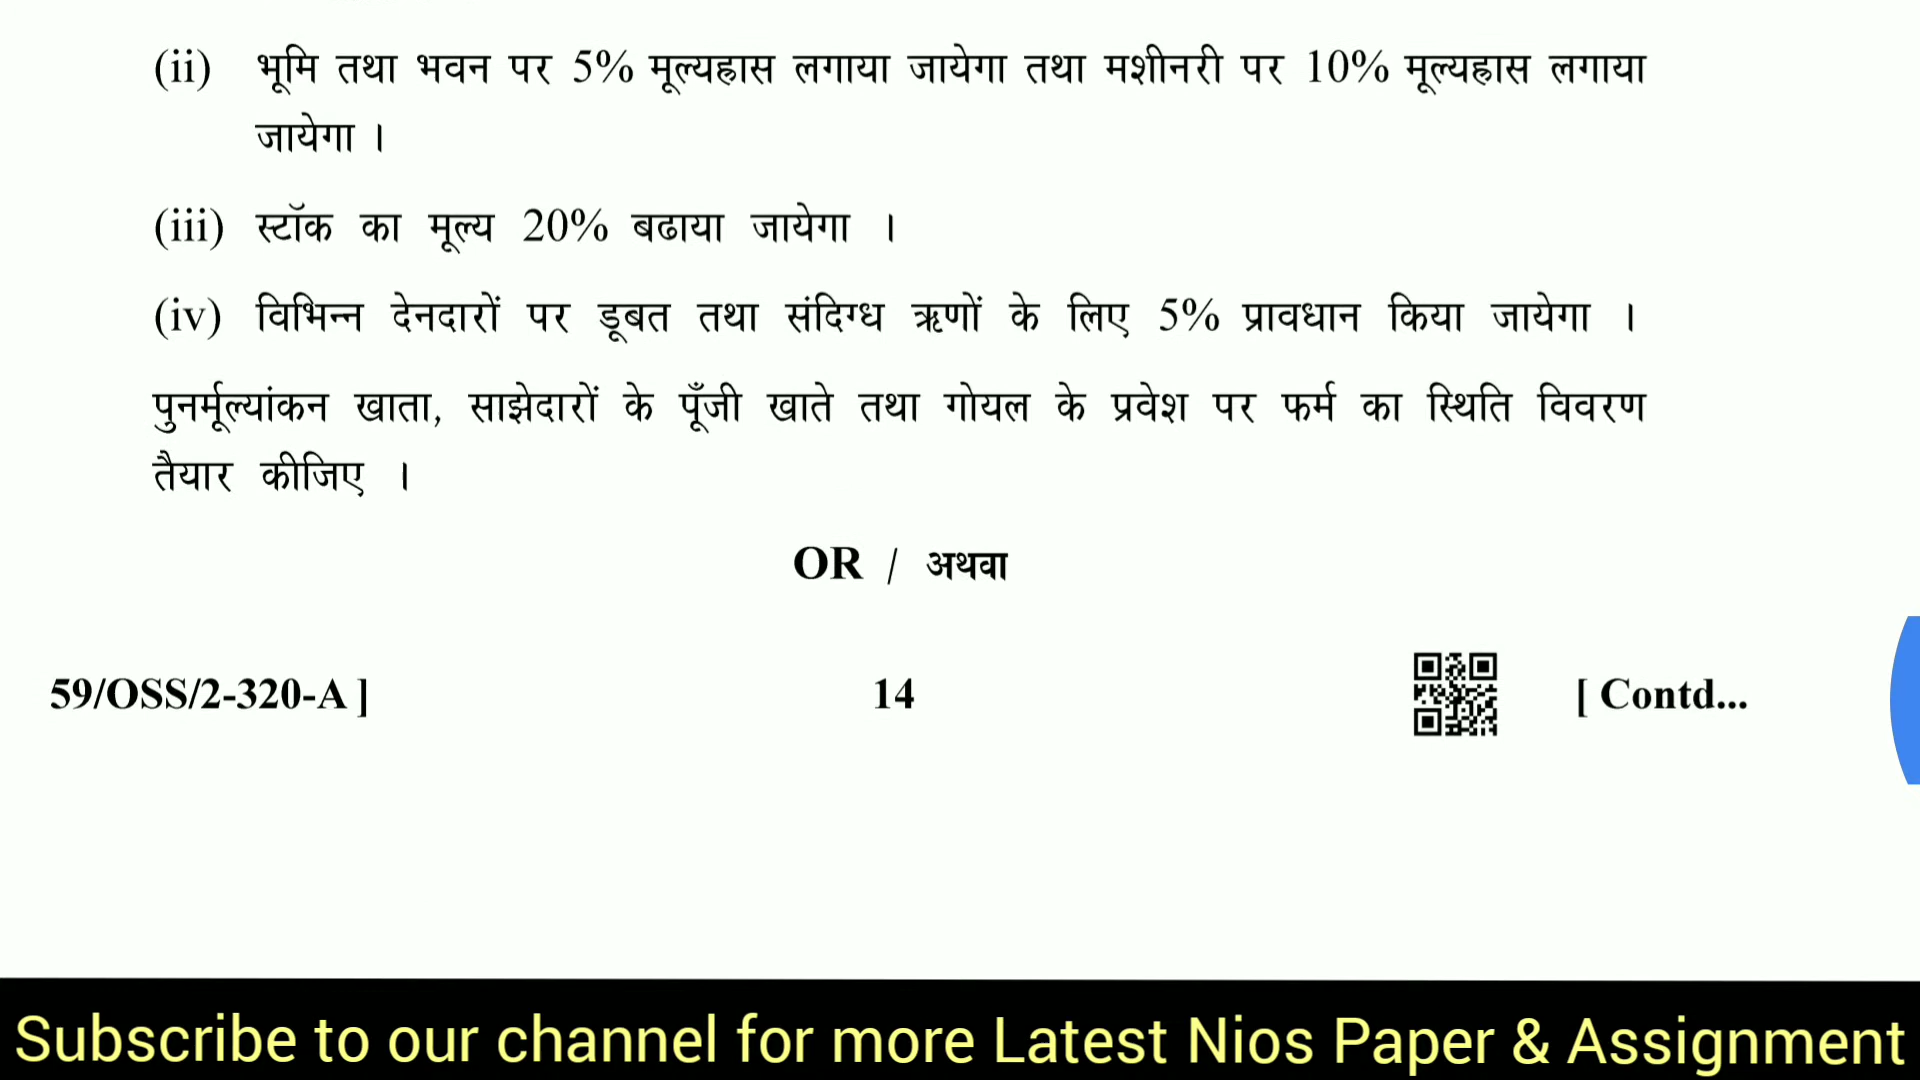 (ii) भूमि तथा भवन पर 5% मूल्यह्रास लगाया जायेगा तथा मशीनरी पर 10% मूल्यह्रास लगाया
जायेगा ।
(iii) स्टॉक का मूल्य 20% बढाया जायेगा ।
(iv) विभिन्न देनदारों पर डूबत तथा संदिग्ध ऋणों के लिए 5% प्रावधान किया जायेगा ।
पुनर्मूल्यांकन खाता, साझेदारों के पूँजी खाते तथा गोयल के प्रवेश पर फर्म का स्थिति विवरण
तैयार कीजिए ।
OR / अथवा
59/OSS/2-320-A ] 14 [ Contd...
Subscribe to our channel for more Latest Nios Paper & Assignment